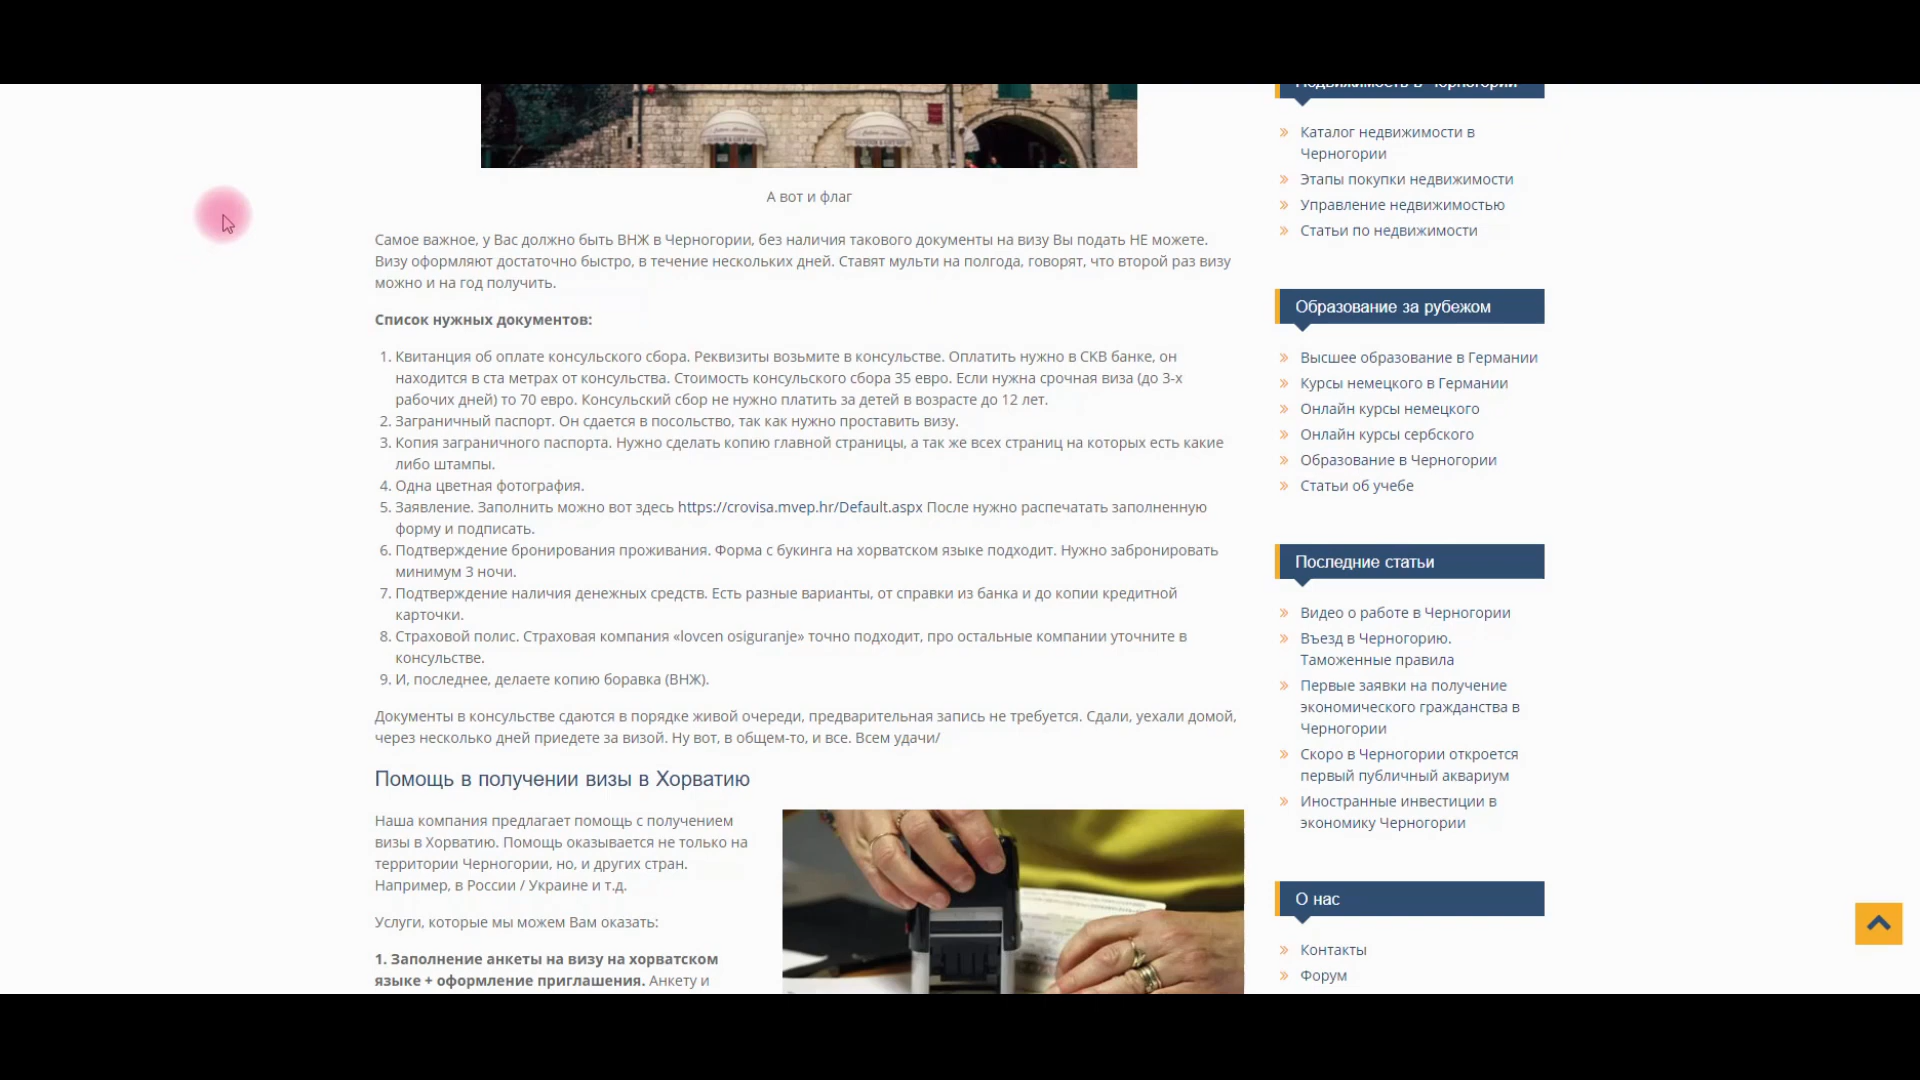 А вот и флаг
Самое важное, у Вас должно быть ВНЖ в Черногории, без наличия такового документы на визу Вы подать НЕ можете.
Визу оформляют достаточно быстро, в течение нескольких дней. Ставят мульти на полгода, говорят, что второй раз визу
можно и на год получить.
Список нужных документов:
1. Квитанция об оплате консульского сбора. Реквизиты возьмите в консульстве. Оплатить нужно в СКВ банке, он
находится в ста метрах от консульства. Стоимость консульского сбора 35 евро. Если нужна срочная виза (до 3-х
рабочих дней) то 70 евро. Консульский сбор не нужно платить за детей в возрасте до 12 лет.
2. Заграничный паспорт. Он сдается в посольство, так как нужно проставить визу.
3. Копия заграничного паспорта. Нужно сделать копию главной страницы, а так же всех страниц на которых есть какие
либо штампы.
4. Одна цветная фотография.
5. Заявление. Заполнить можно вот здесь https://crovisa.mvep.hr/Default.aspx После нужно распечатать заполненную
форму и подписать.
6. Подтверждение бронирования проживания. Форма с букинга на хорватском языке подходит. Нужно забронировать
минимум 3 ночи.
7. Подтверждение наличия денежных средств. Есть разные варианты, от справки из банка и до копии кредитной
карточки.
8. Страховой полис. Страховая компания «lovcen osiguranje» точно подходит, про остальные компании уточните в
консульстве.
9. И, последнее, делаете копию боравка (ВНЖ).
Документы в консульстве сдаются в порядке живой очереди, предварительная запись не требуется. Сдали, уехали домой,
через несколько дней приедете за визой. Ну вот, в общем-то, и все. Всем удачи/
Помощь в получении визы в Хорватию
Наша компания предлагает помощь с получением
визы в Хорватию. Помощь оказывается не только на
территории Черногории, но, и других стран.
Например, в России / Украине и т.д.
Услуги, которые мы можем Вам оказать:
1. Заполнение анкеты на визу на хорватском
языке + оформление приглашения. Анкету и
Недвижимость в Черногории
Каталог недвижимости в
Черногории
Этапы покупки недвижимости
Управление недвижимостью
Статьи по недвижимости
Образование за рубежом
Высшее образование в Германии
Курсы немецкого в Германии
Онлайн курсы немецкого
Онлайн курсы сербского
Образование в Черногории
Статьи об учебе
Последние статьи
Видео о работе в Черногории
Въезд в Черногорию.
Таможенные правила
Первые заявки на получение
экономического гражданства в
Черногории
Скоро в Черногории откроется
первый публичный аквариум
Иностранные инвестиции в
экономику Черногории
О нас
Контакты
Форум